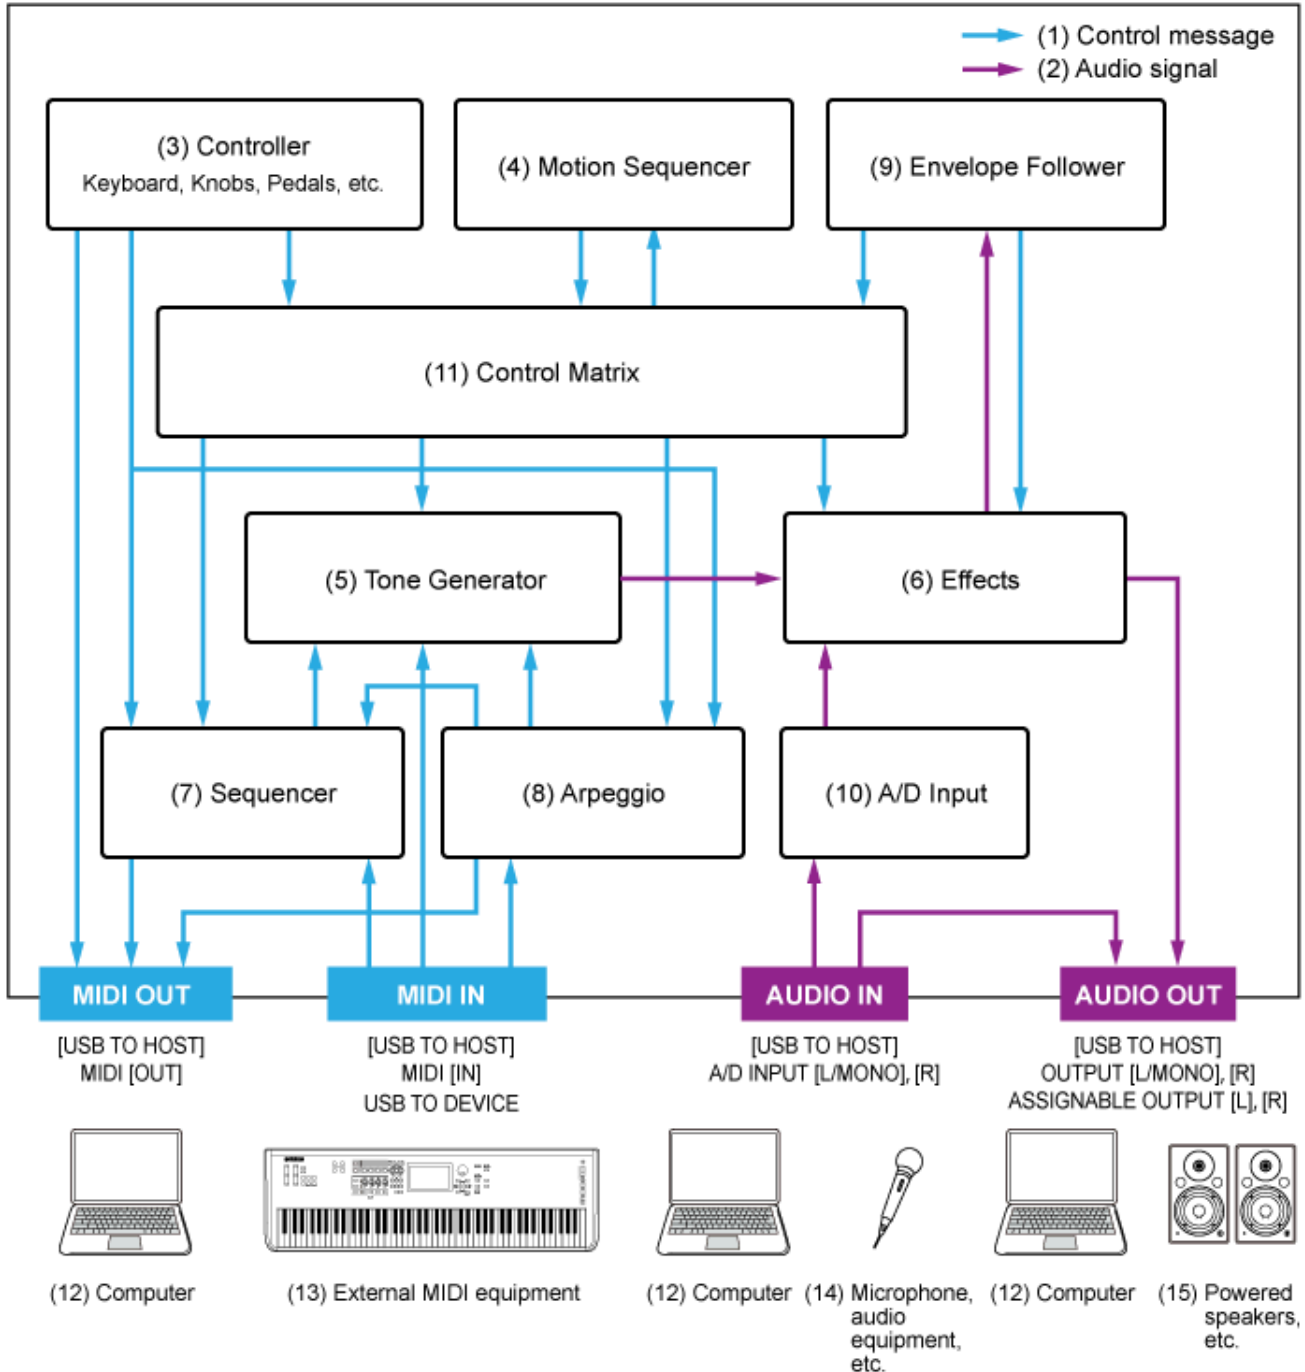 (1) Control message
(2) Audio signal
(3) Controller
Keyboard, Knobs, Pedals, etc.
(4) Motion Sequencer
(9) Envelope Follower
(11) Control Matrix
(5) Tone Generator
(6) Effects
(7) Sequencer
(8) Arpeggio
(10) A/D Input
MIDI OUT
MIDI IN
AUDIO IN
AUDIO OUT
[USB TO HOST]
MIDI [OUT]
[USB TO HOST]
MIDI [IN]
USB TO DEVICE
[USB TO HOST]
A/D INPUT [L/MONO], [R]
[USB TO HOST]
OUTPUT [L/MONO], [R]
ASSIGNABLE OUTPUT [L], [R]
(12) Computer
(13) External MIDI equipment
(12) Computer
(14) Microphone,
audio
equipment,
etc.
(12) Computer
(15) Powered
speakers,
etc.